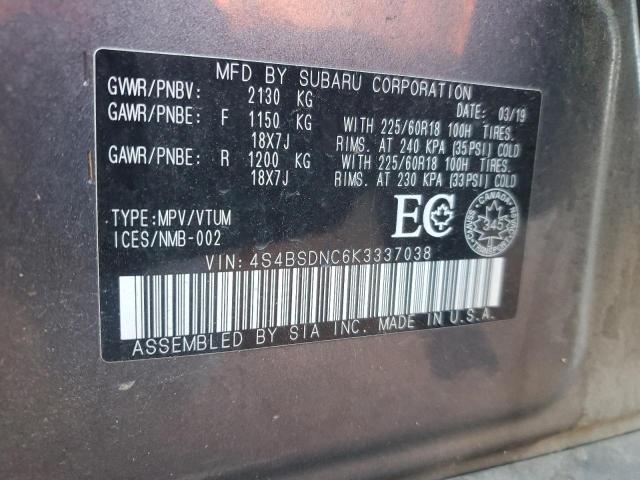 MFD BY SUBARU CORPORATION
GVWR/PNBV: 2130 KG 03/19
GAWR/PNBE: F 1150 KG WITH 225/60R18 100H TIRES.
18X7J RIMS. AT 240 KPA (35PSI) COLD
GAWR/PNBE: R 1200 KG WITH 225/60R18 100H TIRES.
18X7J RIMS. AT 230 KPA (33PSI) COLD
TYPE:MPV/VTUM
ICES/NMB-002
EC
CANADA
345
VIN:4S4BSDNC6K3337038
ASSEMBLED BY SIA INC. MADE IN U.S.A.